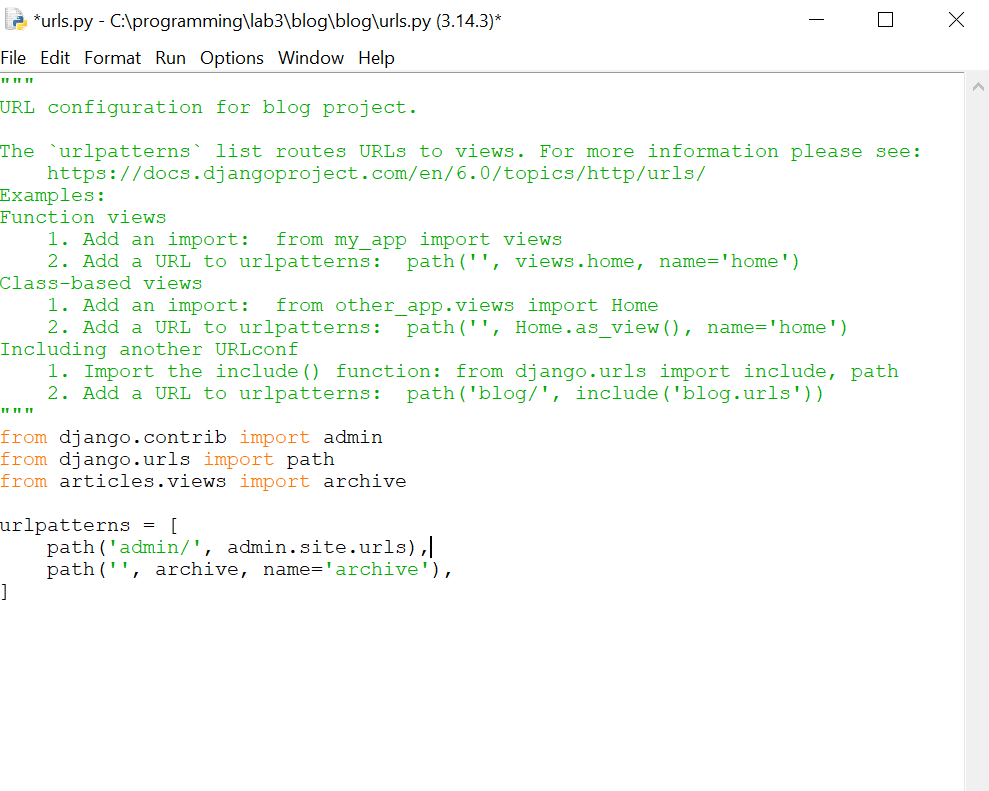 *urls.py - C:\programming\lab3\blog\blog\urls.py (3.14.3)*
File Edit Format Run Options Window Help
"""
URL configuration for blog project.

The `urlpatterns` list routes URLs to views. For more information please see:
    https://docs.djangoproject.com/en/6.0/topics/http/urls/
Examples:
Function views
    1. Add an import:  from my_app import views
    2. Add a URL to urlpatterns:  path('', views.home, name='home')
Class-based views
    1. Add an import:  from other_app.views import Home
    2. Add a URL to urlpatterns:  path('', Home.as_view(), name='home')
Including another URLconf
    1. Import the include() function: from django.urls import include, path
    2. Add a URL to urlpatterns:  path('blog/', include('blog.urls'))
"""
from django.contrib import admin
from django.urls import path
from articles.views import archive

urlpatterns = [
    path('admin/', admin.site.urls),
    path('', archive, name='archive'),
]